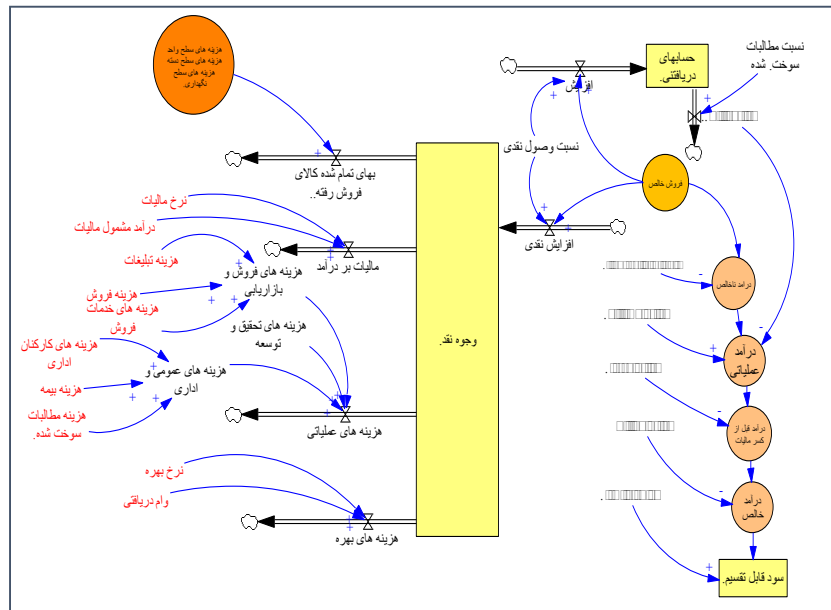 هزینه های سطح واحد
هزینه های سطح دسته
هزینه های سطح
نگهداری.
حسابهای
دریافتنی.
نسبت مطالبات
سوخت. شده
افزایش
نسبت وصول نقدی
بهای تمام شده کالای
فروش رفته..
فروش خالص
نرخ مالیات
درآمد مشمول مالیات
افزایش نقدی
مالیات بر درآمد
هزینه تبلیغات
هزینه های فروش و
بازاریابی
درامد ناخالص
هزینه فروش
هزینه های خدمات
فروش
هزینه های تحقیق و
توسعه
وجوه نقد.
هزینه های کارکنان
اداری
هزینه های عمومی و
اداری
درآمد
عملیاتی
هزینه بیمه
هزینه مطالبات
سوخت شده.
هزینه های عملیاتی
درآمد قبل از
کسر مالیات
نرخ بهره
وام دریافتی
درآمد
خالص
هزینه های بهره
سود قابل تقسیم.